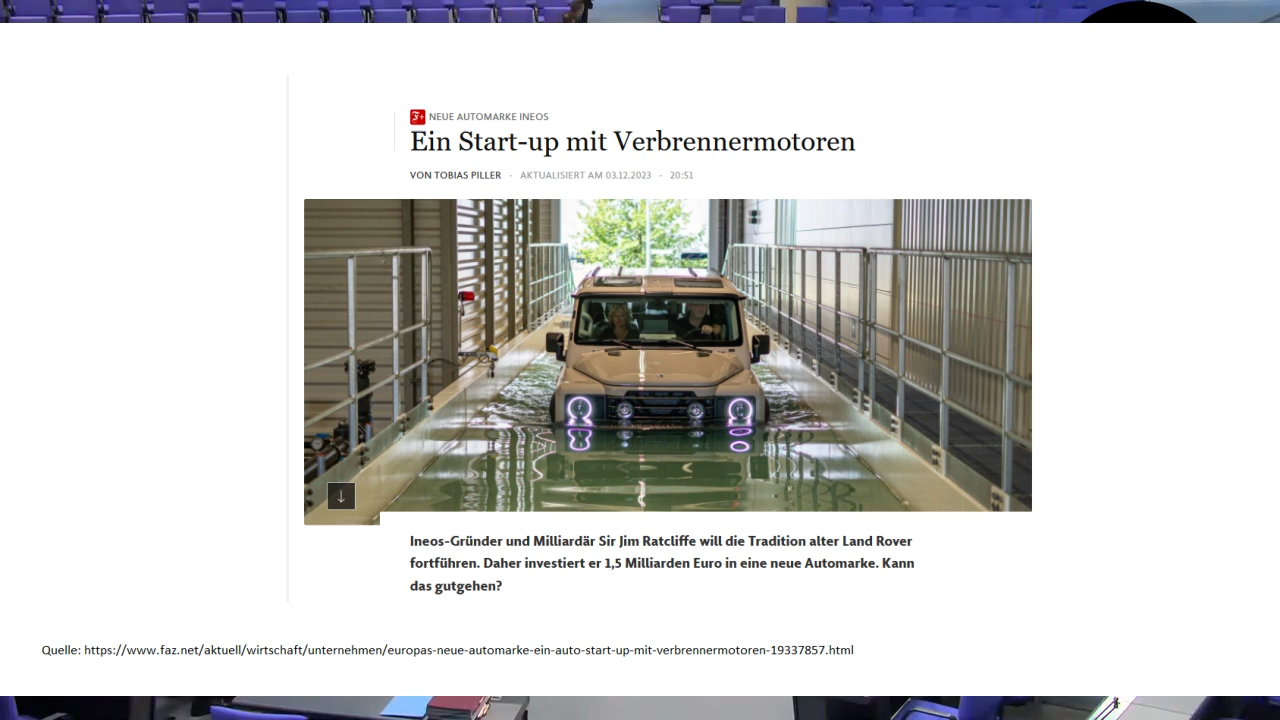 F+ NEUE AUTOMARKE INEOS
Ein Start-up mit Verbrennermotoren
VON TOBIAS PILLER - AKTUALISIERT AM 03.12.2023 - 20:51
Ineos-Gründer und Milliardär Sir Jim Ratcliffe will die Tradition alter Land Rover
fortführen. Daher investiert er 1,5 Milliarden Euro in eine neue Automarke. Kann
das gutgehen?
Quelle: https://www.faz.net/aktuell/wirtschaft/unternehmen/europas-neue-automarke-ein-auto-start-up-mit-verbrennermotoren-19337857.html